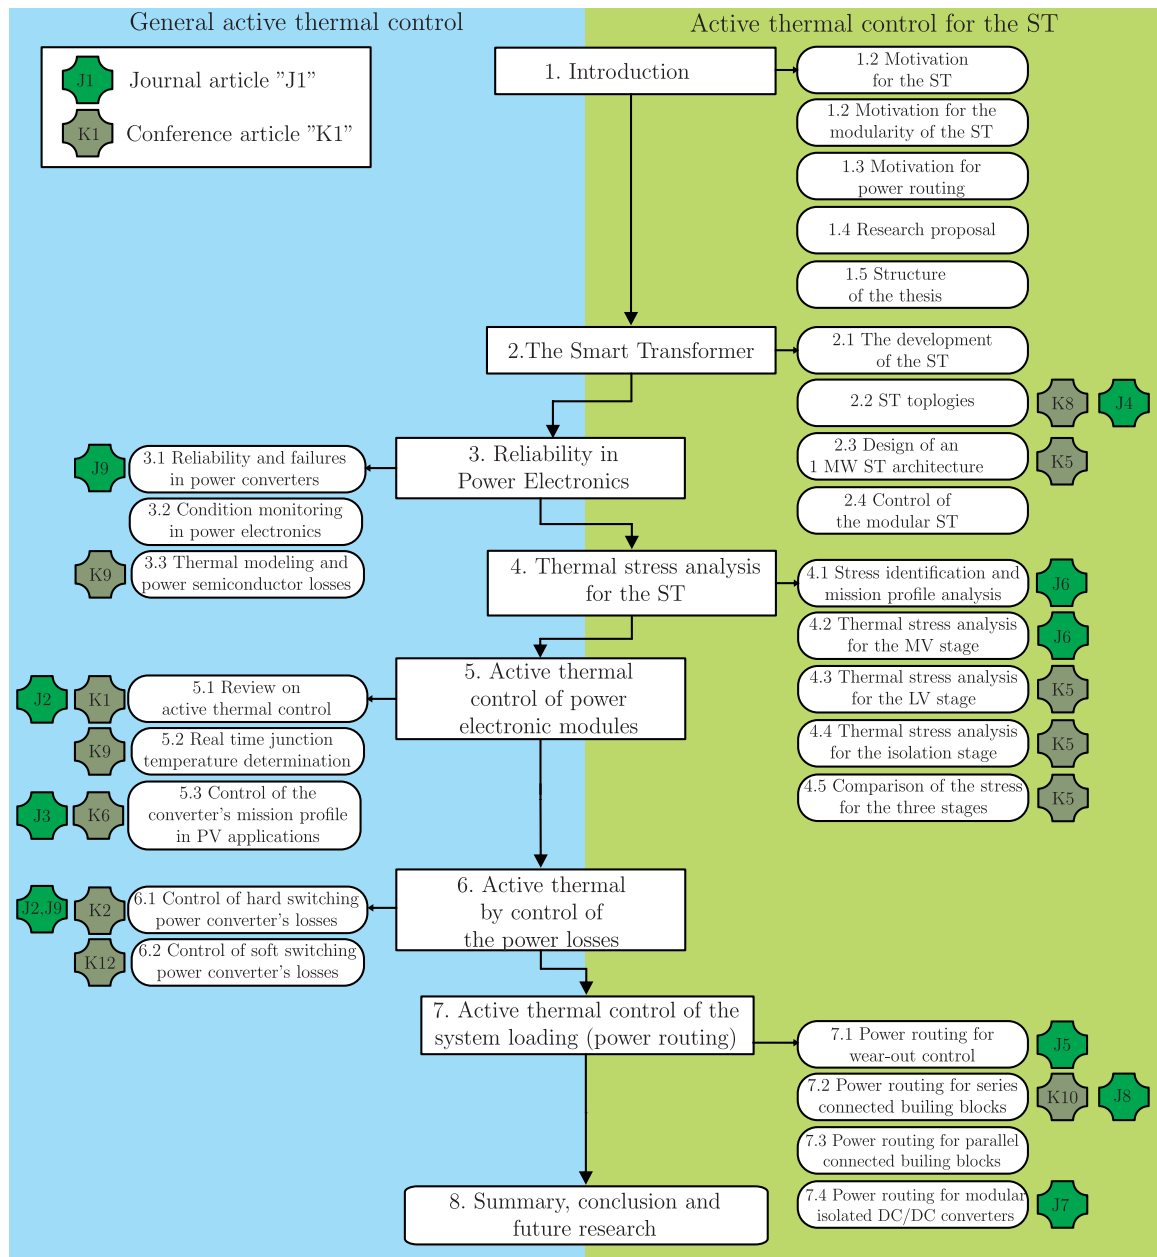 General active thermal control
Active thermal control for the ST
J1
Journal article "J1"
K1
Conference article "K1"
1. Introduction
1.2 Motivation
for the ST
1.2 Motivation for the
modularity of the ST
1.3 Motivation for
power routing
1.4 Research proposal
1.5 Structure
of the thesis
2.The Smart Transformer
2.1 The development
of the ST
2.2 ST toplogies
K8
J4
2.3 Design of an
1 MW ST architecture
K5
2.4 Control of
the modular ST
3. Reliability in
Power Electronics
J9
3.1 Reliability and failures
in power converters
3.2 Condition monitoring
in power electronics
K9
3.3 Thermal modeling and
power semiconductor losses
4. Thermal stress analysis
for the ST
4.1 Stress identification and
mission profile analysis
J6
4.2 Thermal stress analysis
for the MV stage
J6
4.3 Thermal stress analysis
for the LV stage
K5
4.4 Thermal stress analysis
for the isolation stage
K5
4.5 Comparison of the stress
for the three stages
K5
5. Active thermal
control of power
electronic modules
J2
K1
5.1 Review on
active thermal control
K9
5.2 Real time junction
temperature determination
J3
K6
5.3 Control of the
converter's mission profile
in PV applications
6. Active thermal
by control of
the power losses
J2,J9
K2
6.1 Control of hard switching
power converter's losses
K12
6.2 Control of soft switching
power converter's losses
7. Active thermal control of the
system loading (power routing)
7.1 Power routing for
wear-out control
J5
7.2 Power routing for series
connected builing blocks
K10
J8
7.3 Power routing for parallel
connected builing blocks
7.4 Power routing for modular
isolated DC/DC converters
J7
8. Summary, conclusion and
future research